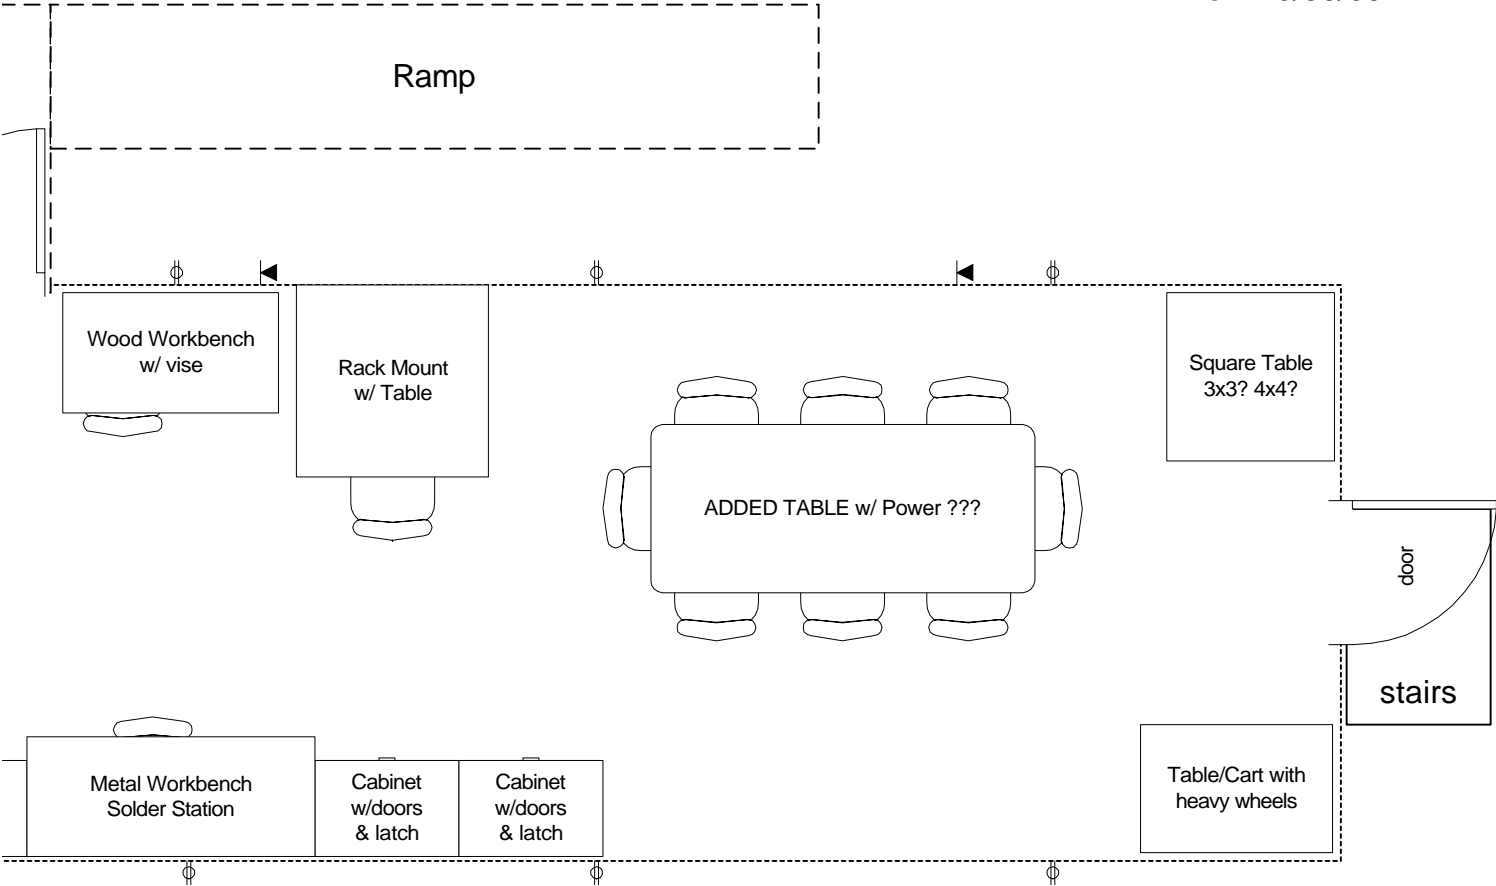 Ramp
Wood Workbench
w/ vise
Rack Mount
w/ Table
Square Table
3x3? 4x4?
ADDED TABLE w/ Power ???
door
stairs
Metal Workbench
Solder Station
Cabinet
w/doors
& latch
Cabinet
w/doors
& latch
Table/Cart with
heavy wheels